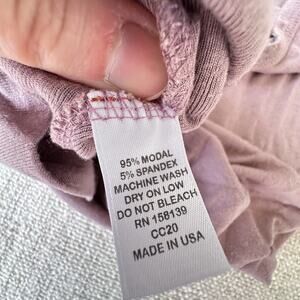 95% MODAL
5% SPANDEX
MACHINE WASH
DRY ON LOW
DO NOT BLEACH
RN 158139
CC20
MADE IN USA